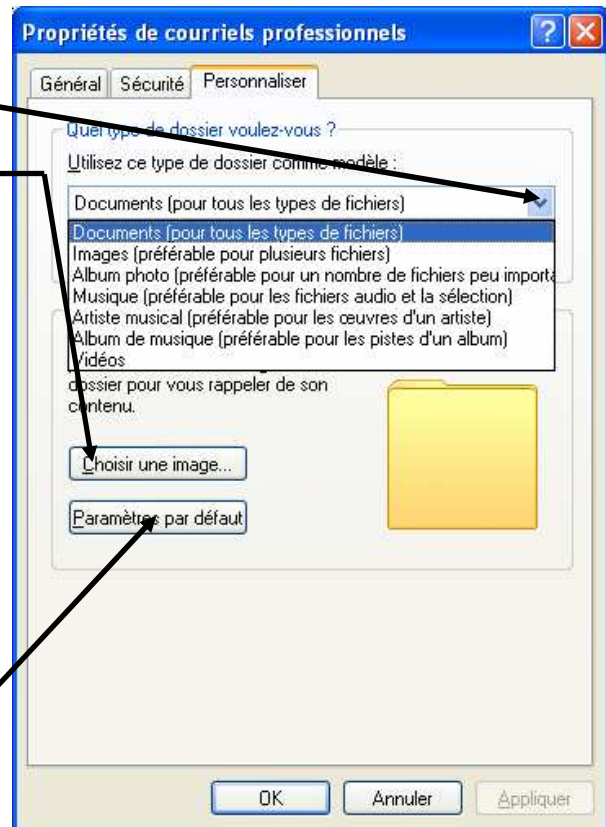 Propriétés de courriels professionnels
Général Sécurité Personnaliser
Quel type de dossier voulez-vous ?
Utilisez ce type de dossier comme modèle :
Documents (pour tous les types de fichiers)
Documents (pour tous les types de fichiers)
Images (préférable pour plusieurs fichiers)
Album photo (préférable pour un nombre de fichiers peu importa
Musique (préférable pour les fichiers audio et la sélection)
Artiste musical (préférable pour les œuvres d'un artiste)
Album de musique (préférable pour les pistes d'un album)
Vidéos
dossier pour vous rappeler de son
contenu.
Choisir une image...
Paramètres par défaut
OK Annuler Appliquer